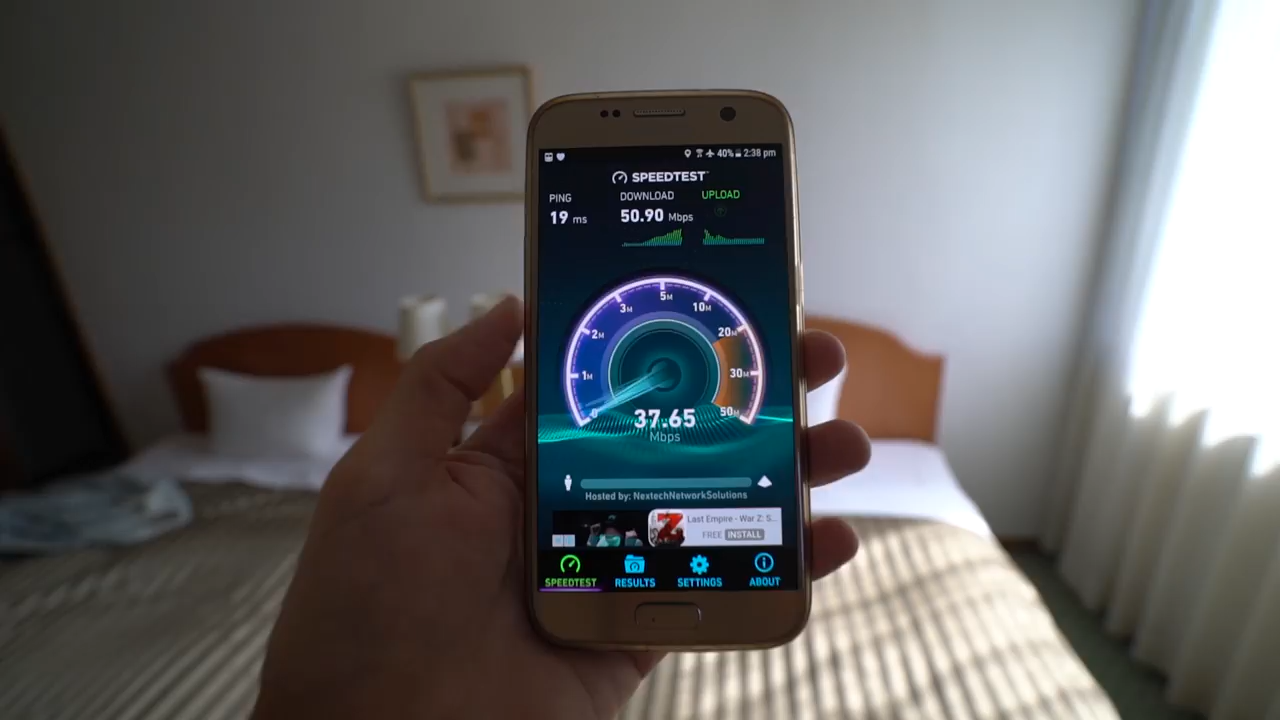 40% 2:38 pm
SPEEDTEST
PING DOWNLOAD UPLOAD
19 ms 50.90 Mbps
0 1M 2M 3M 5M 10M 20M 30M 50M
37.65
Mbps
Hosted by: NextechNetworkSolutions
Last Empire - War Z: S...
FREE INSTALL
SPEEDTEST RESULTS SETTINGS ABOUT